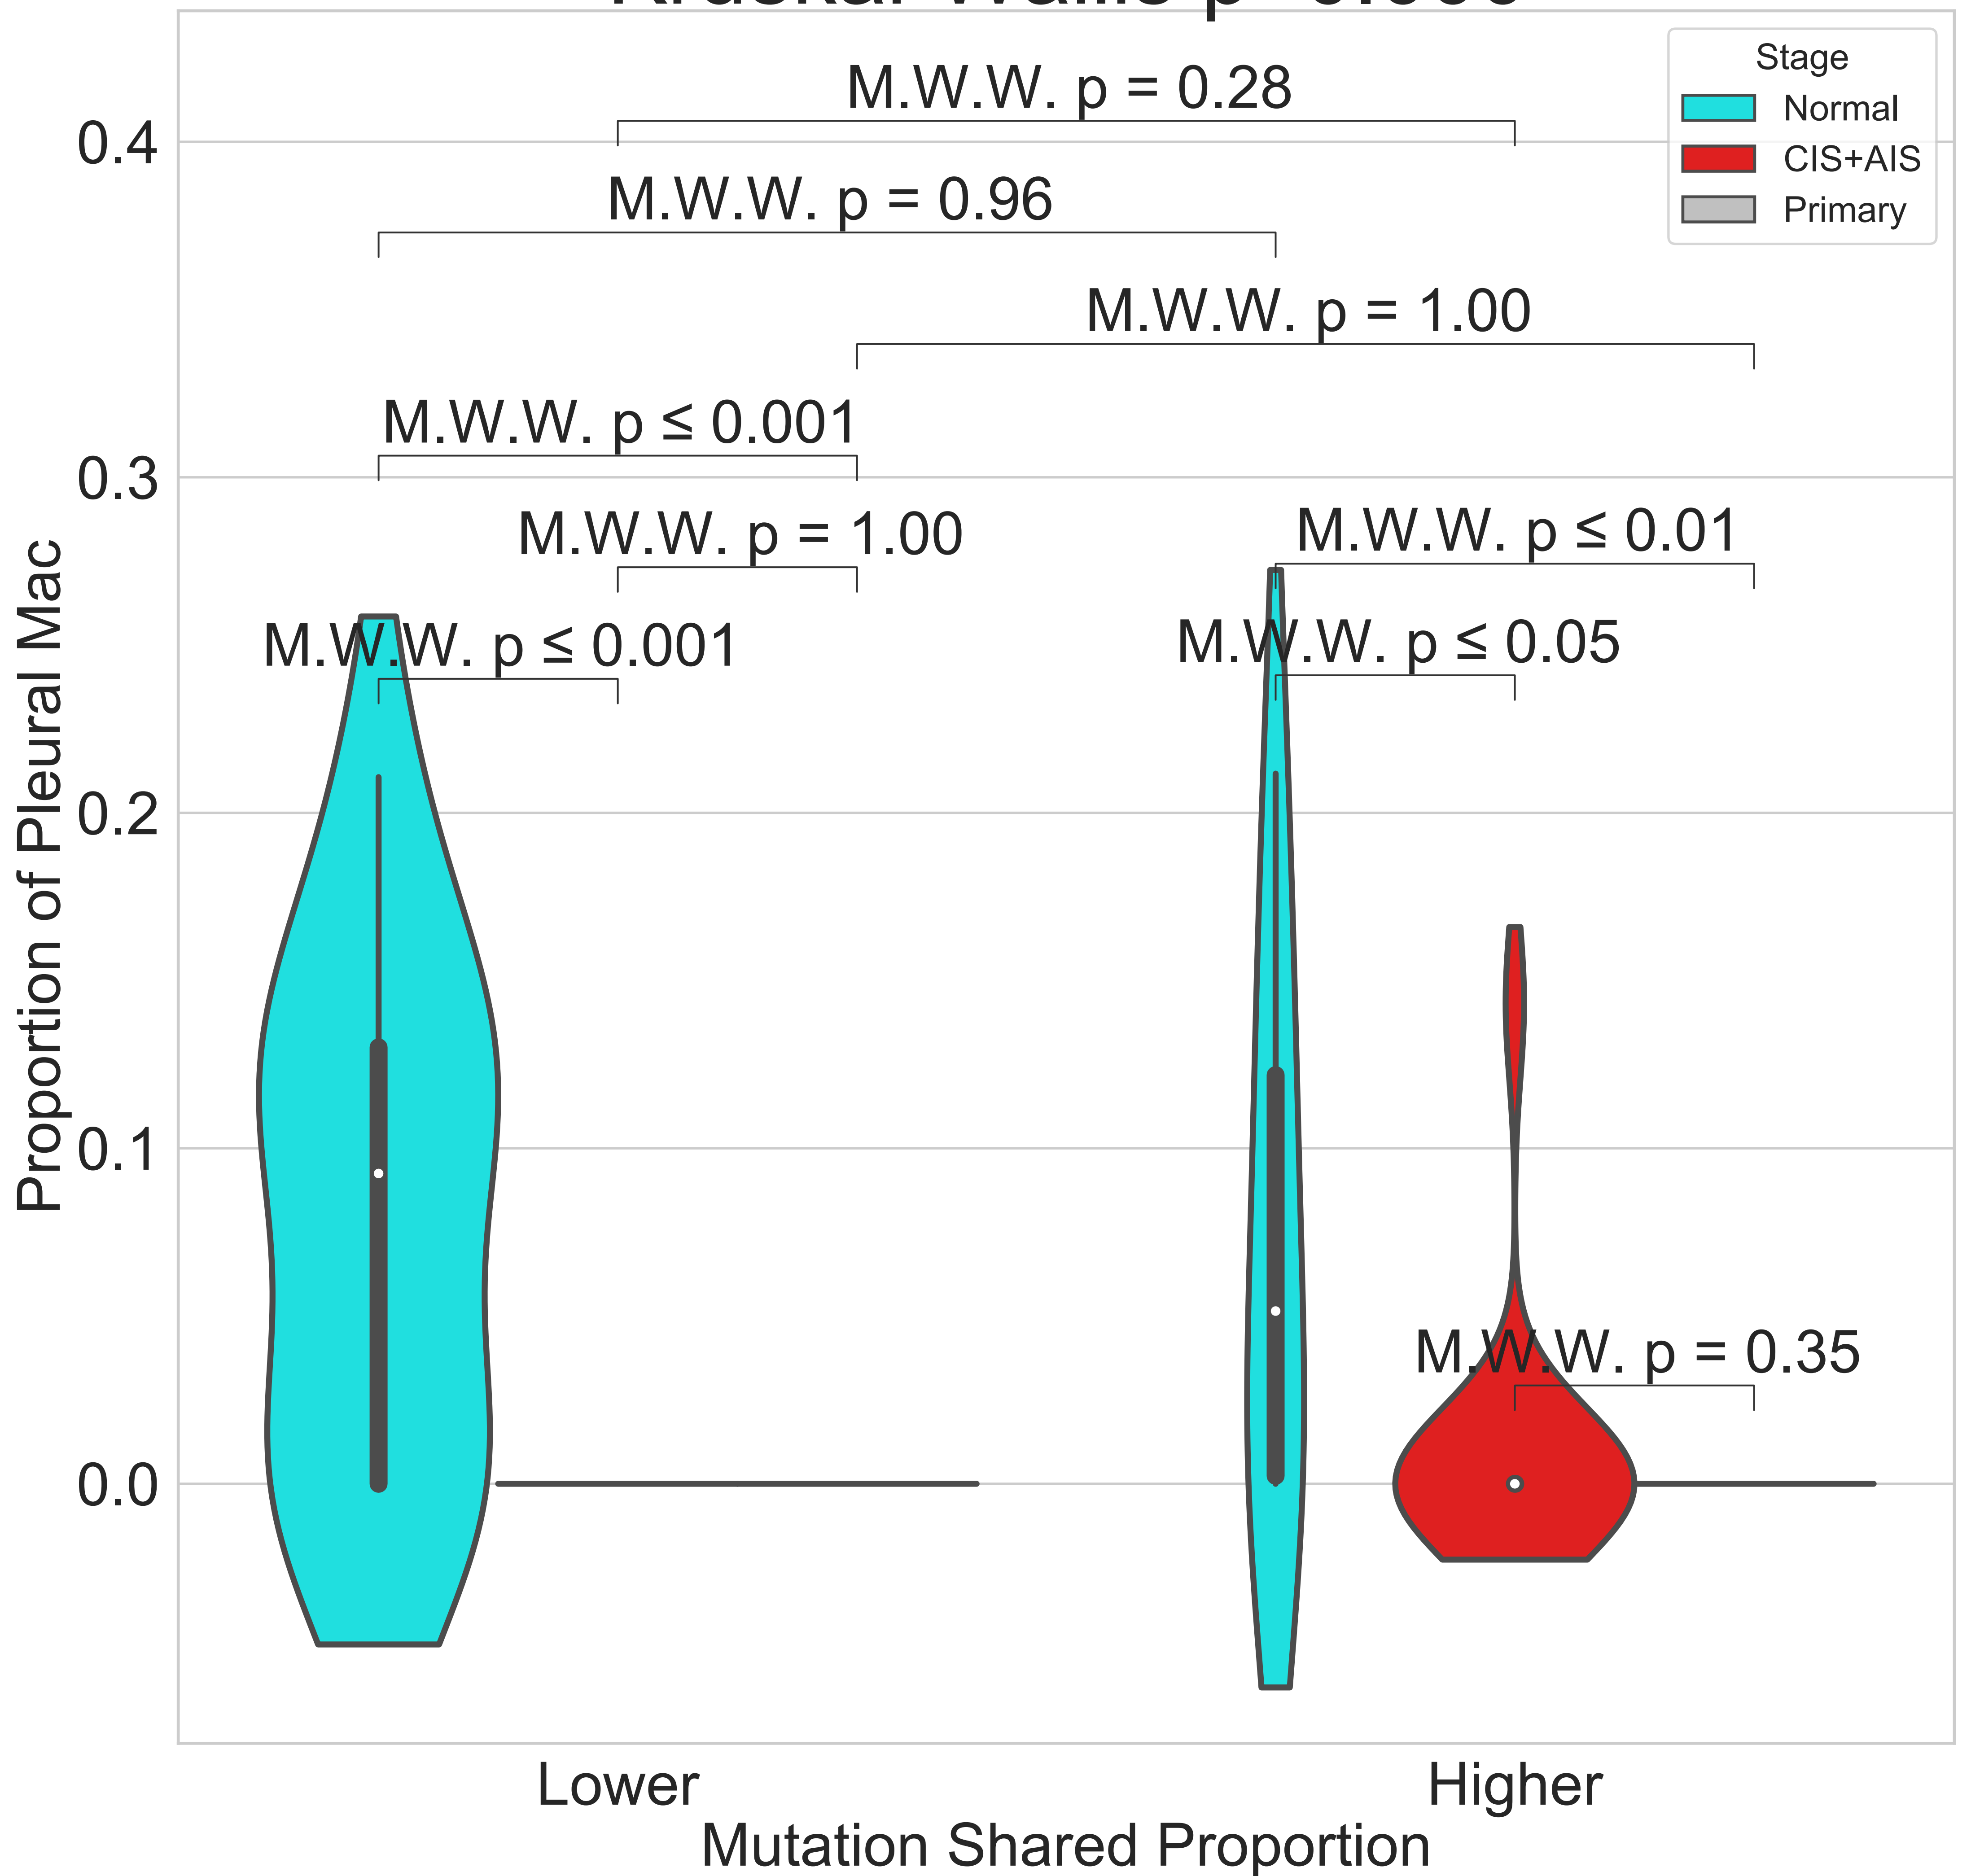 Stage
Normal
CIS+AIS
Primary
M.W.W. p = 0.28
M.W.W. p = 0.96
M.W.W. p = 1.00
M.W.W. p ≤ 0.001
M.W.W. p = 1.00
M.W.W. p ≤ 0.01
M.W.W. p ≤ 0.001
M.W.W. p ≤ 0.05
M.W.W. p = 0.35
0.4
0.3
0.2
0.1
0.0
Proportion of Pleural Mac
Lower
Higher
Mutation Shared Proportion